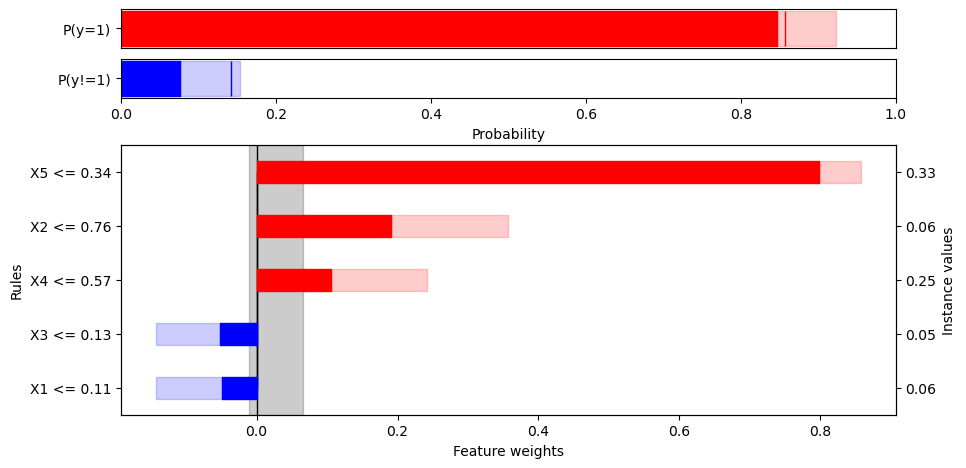 P(y=1)
P(y!=1)
0.0 0.2 0.4 0.6 0.8 1.0
Probability
X5 <= 0.34 0.33
X2 <= 0.76 0.06
X4 <= 0.57 0.25
X3 <= 0.13 0.05
X1 <= 0.11 0.06
Rules
Instance values
0.0 0.2 0.4 0.6 0.8
Feature weights